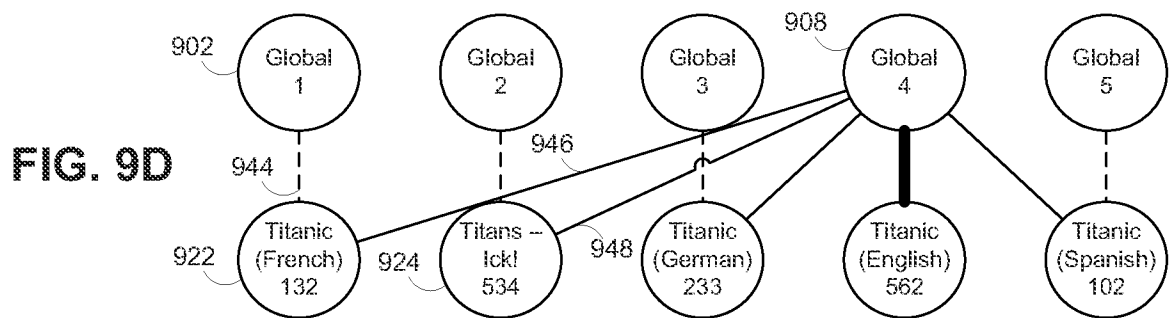 902
Global
1
Global
2
Global
3
908
Global
4
Global
5
FIG. 9D
944
946
922
Titanic
(French)
132
924
Titans --
Ick!
534
948
Titanic
(German)
233
Titanic
(English)
562
Titanic
(Spanish)
102